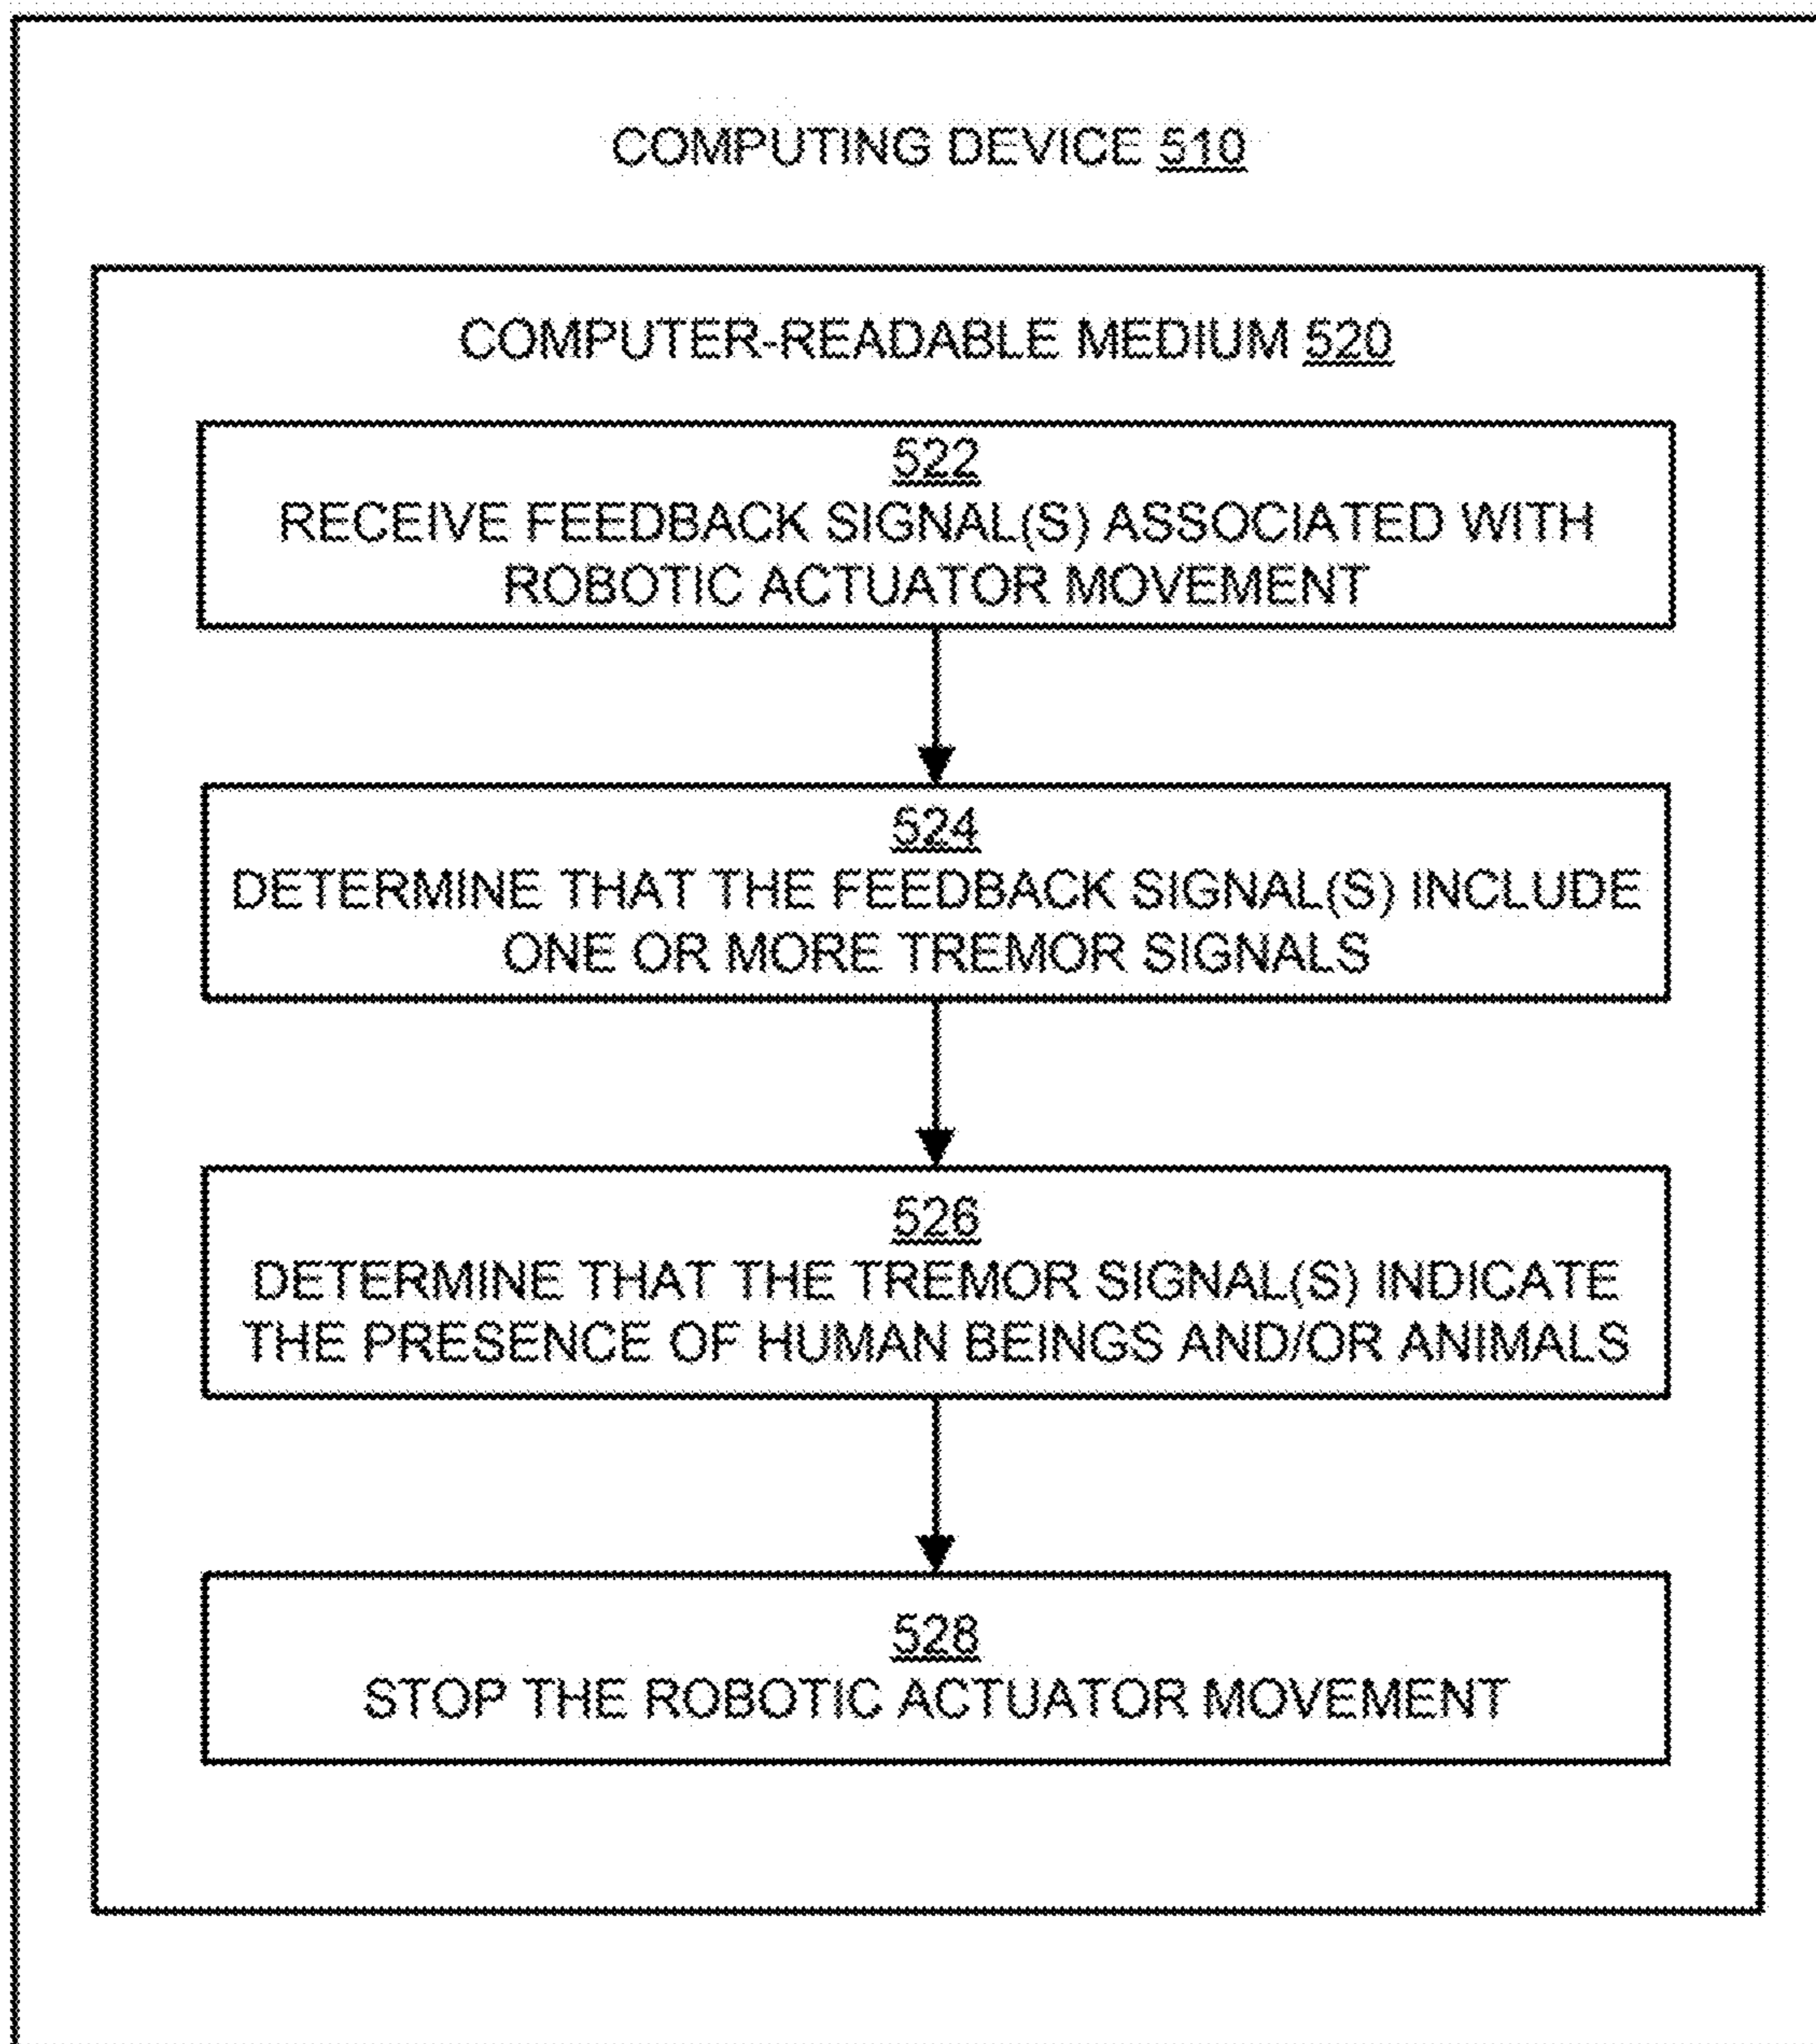 COMPUTING DEVICE 510
COMPUTER-READABLE MEDIUM 520
522
RECEIVE FEEDBACK SIGNAL(S) ASSOCIATED WITH
ROBOTIC ACTUATOR MOVEMENT
524
DETERMINE THAT THE FEEDBACK SIGNAL(S) INCLUDE
ONE OR MORE TREMOR SIGNALS
526
DETERMINE THAT THE TREMOR SIGNAL(S) INDICATE
THE PRESENCE OF HUMAN BEINGS AND/OR ANIMALS
528
STOP THE ROBOTIC ACTUATOR MOVEMENT